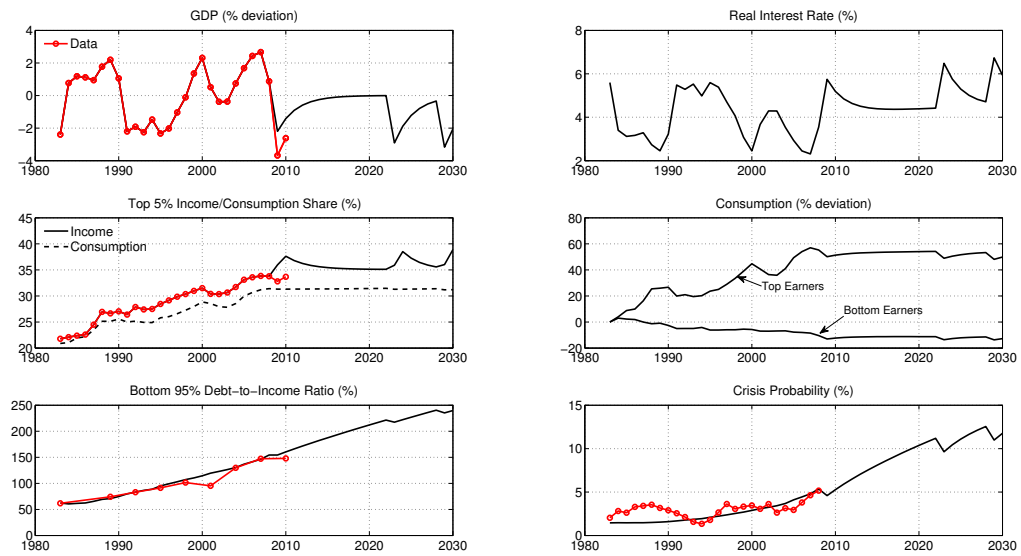 GDP (% deviation)
4
2
0
−2
−4
Data
1980 1990 2000 2010 2020 2030
Real Interest Rate (%)
8
6
4
2
1980 1990 2000 2010 2020 2030
Top 5% Income/Consumption Share (%)
45
40
35
30
25
20
Income
Consumption
1980 1990 2000 2010 2020 2030
Consumption (% deviation)
80
60
40
20
0
−20
Top Earners
Bottom Earners
1980 1990 2000 2010 2020 2030
Bottom 95% Debt−to−Income Ratio (%)
250
200
150
100
50
0
1980 1990 2000 2010 2020 2030
Crisis Probability (%)
15
10
5
0
1980 1990 2000 2010 2020 2030